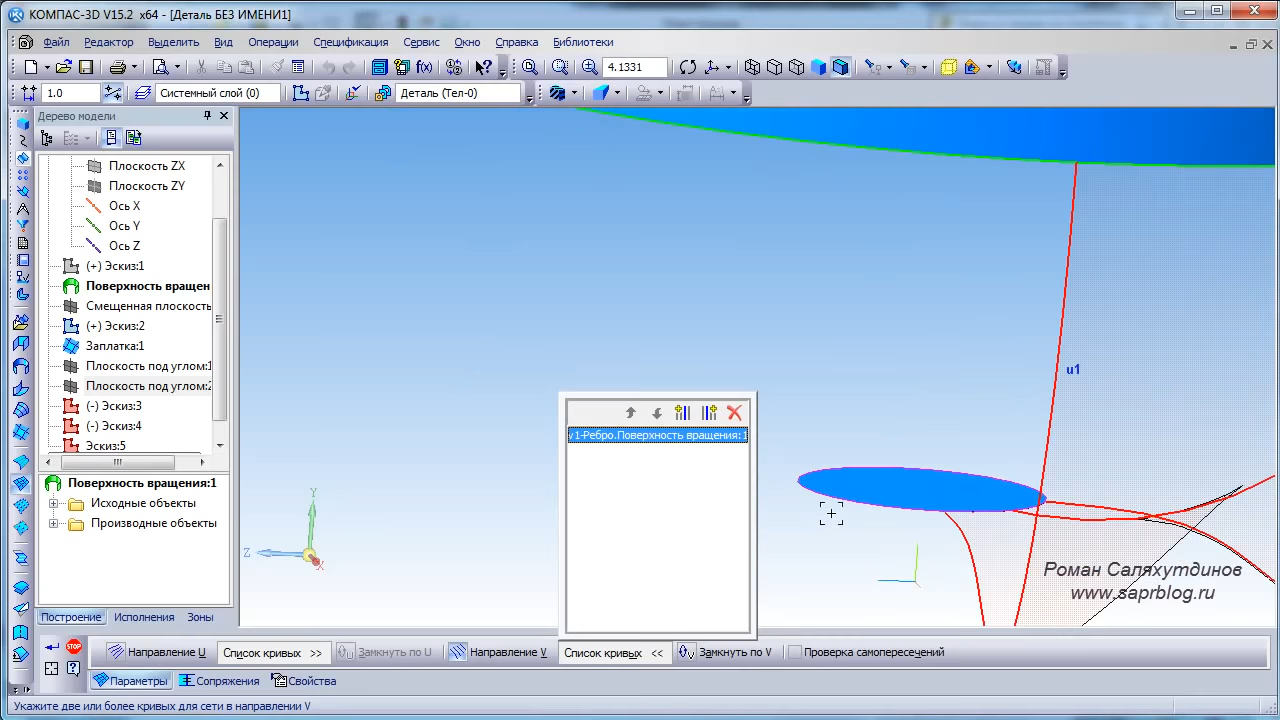 КОМПАС-3D V15.2 x64 - [Деталь БЕЗ ИМЕНИ1]
Файл Редактор Выделить Вид Операции Спецификация Сервис Окно Справка Библиотеки
4.1331
1.0 Системный слой (0) Деталь (Тел-0)
Дерево модели
Плоскость ZX
Плоскость ZY
Ось X
Ось Y
Ось Z
(+) Эскиз:1
Поверхность вращен
Смещенная плоскость
(+) Эскиз:2
Заплатка:1
Плоскость под углом:1
Плоскость под углом:2
(-) Эскиз:3
(-) Эскиз:4
Эскиз:5
Поверхность вращения:1
Исходные объекты
Производные объекты
Построение Исполнения Зоны
u1
v1-Ребро.Поверхность вращения:1
Y
Z
X
Роман Саляхутдинов
www.saprblog.ru
Направление U Список кривых >> Замкнуть по U Направление V Список кривых << Замкнуть по V Проверка самопересечений
Параметры Сопряжения Свойства
Укажите две или более кривых для сети в направлении V